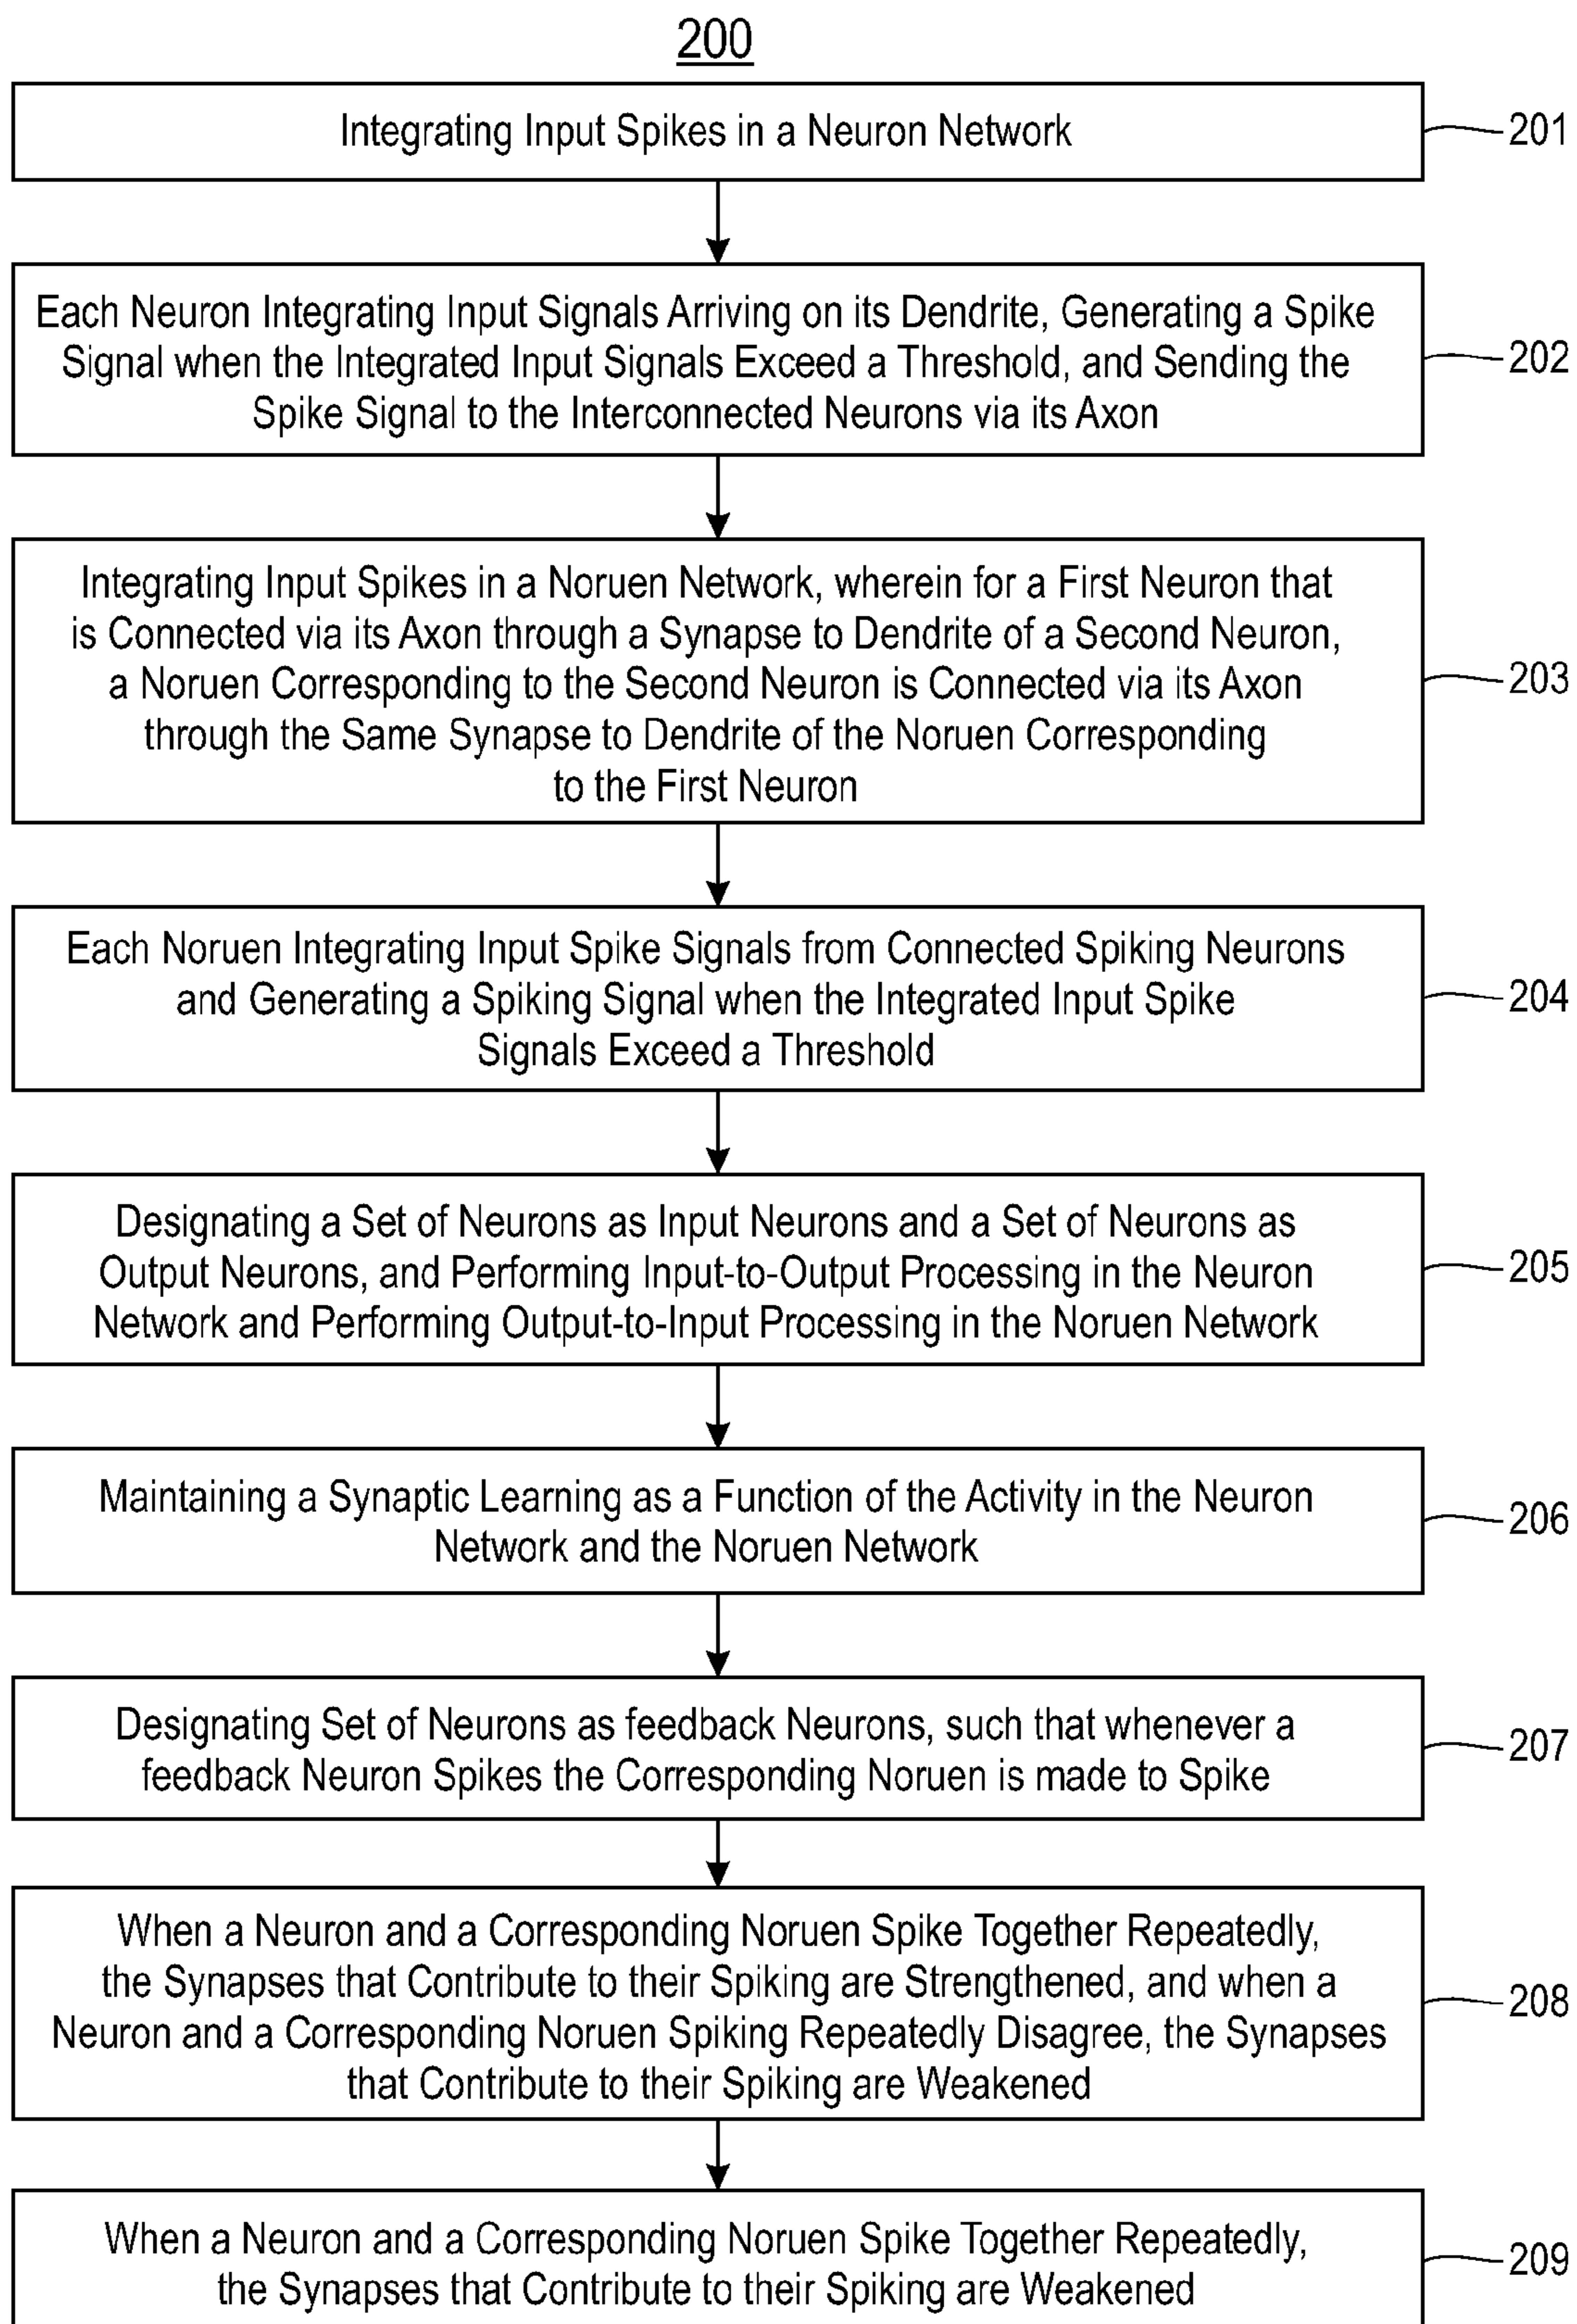 200
Integrating Input Spikes in a Neuron Network
201
Each Neuron Integrating Input Signals Arriving on its Dendrite, Generating a Spike
Signal when the Integrated Input Signals Exceed a Threshold, and Sending the
Spike Signal to the Interconnected Neurons via its Axon
202
Integrating Input Spikes in a Noruen Network, wherein for a First Neuron that
is Connected via its Axon through a Synapse to Dendrite of a Second Neuron,
a Noruen Corresponding to the Second Neuron is Connected via its Axon
through the Same Synapse to Dendrite of the Noruen Corresponding
to the First Neuron
203
Each Noruen Integrating Input Spike Signals from Connected Spiking Neurons
and Generating a Spiking Signal when the Integrated Input Spike
Signals Exceed a Threshold
204
Designating a Set of Neurons as Input Neurons and a Set of Neurons as
Output Neurons, and Performing Input-to-Output Processing in the Neuron
Network and Performing Output-to-Input Processing in the Noruen Network
205
Maintaining a Synaptic Learning as a Function of the Activity in the Neuron
Network and the Noruen Network
206
Designating Set of Neurons as feedback Neurons, such that whenever a
feedback Neuron Spikes the Corresponding Noruen is made to Spike
207
When a Neuron and a Corresponding Noruen Spike Together Repeatedly,
the Synapses that Contribute to their Spiking are Strengthened, and when a
Neuron and a Corresponding Noruen Spiking Repeatedly Disagree, the Synapses
that Contribute to their Spiking are Weakened
208
When a Neuron and a Corresponding Noruen Spike Together Repeatedly,
the Synapses that Contribute to their Spiking are Weakened
209